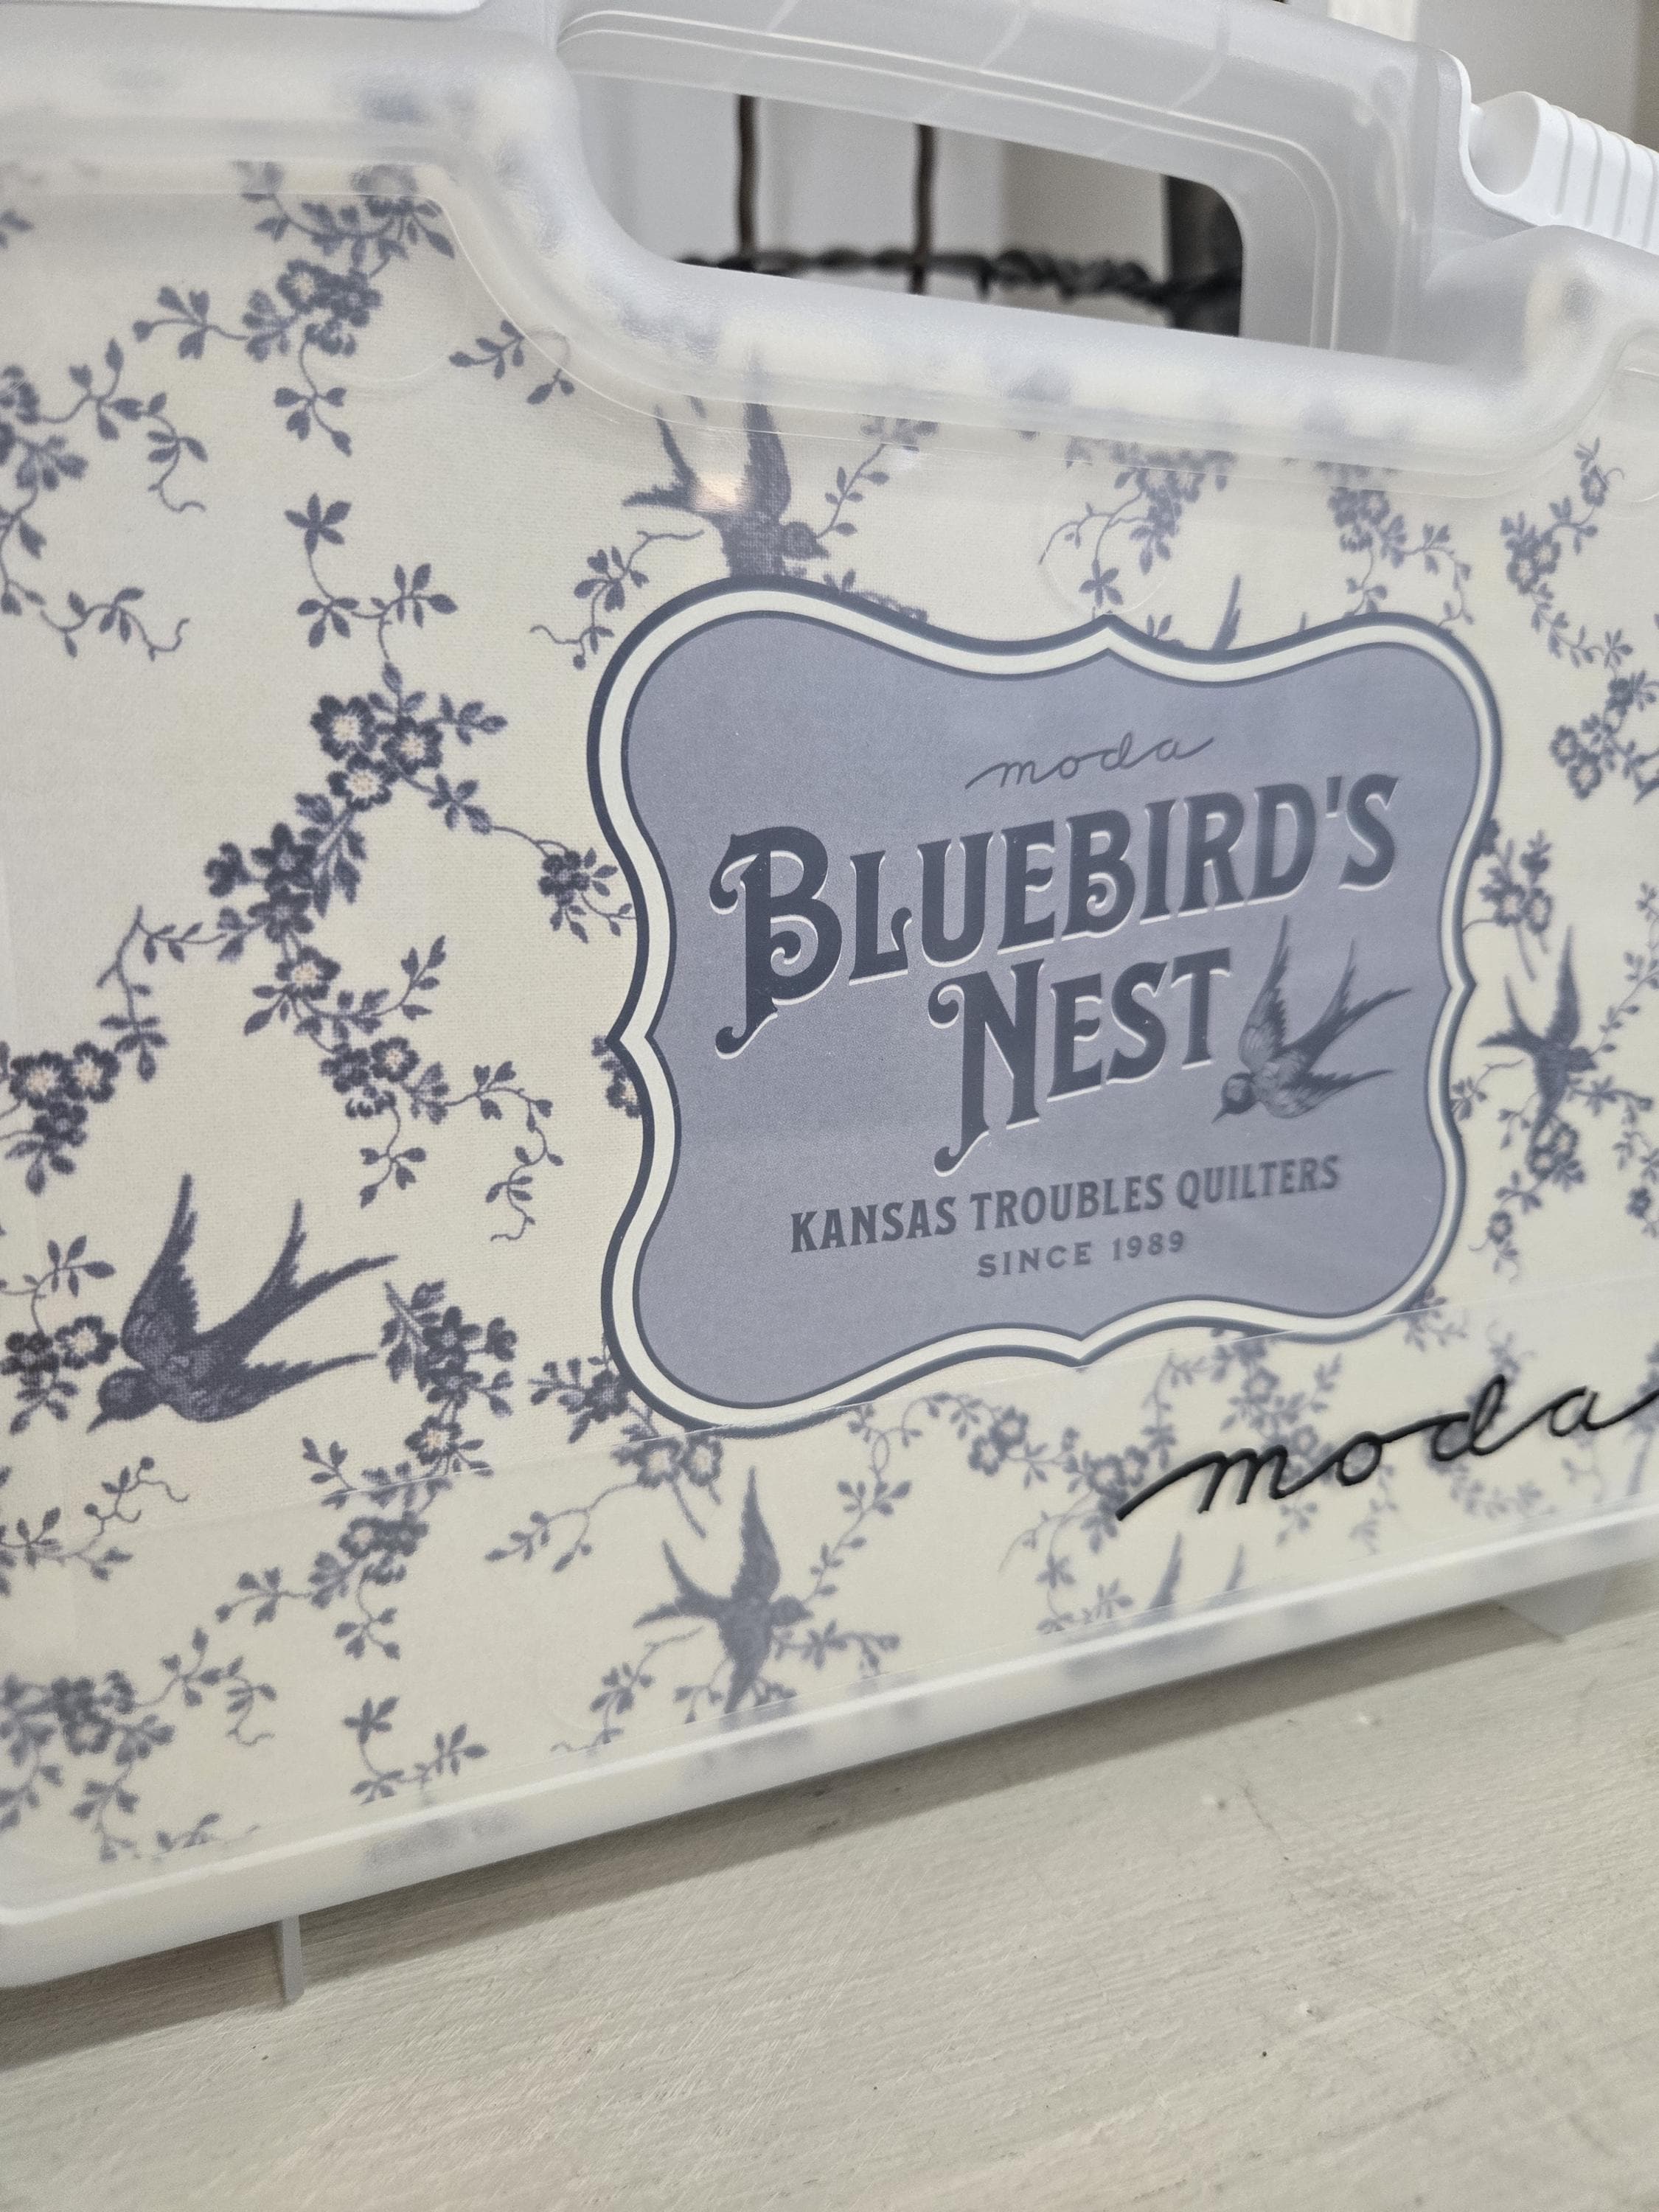 moda
BLUEBIRD'S
NEST
KANSAS TROUBLES QUILTERS
SINCE 1989
moda